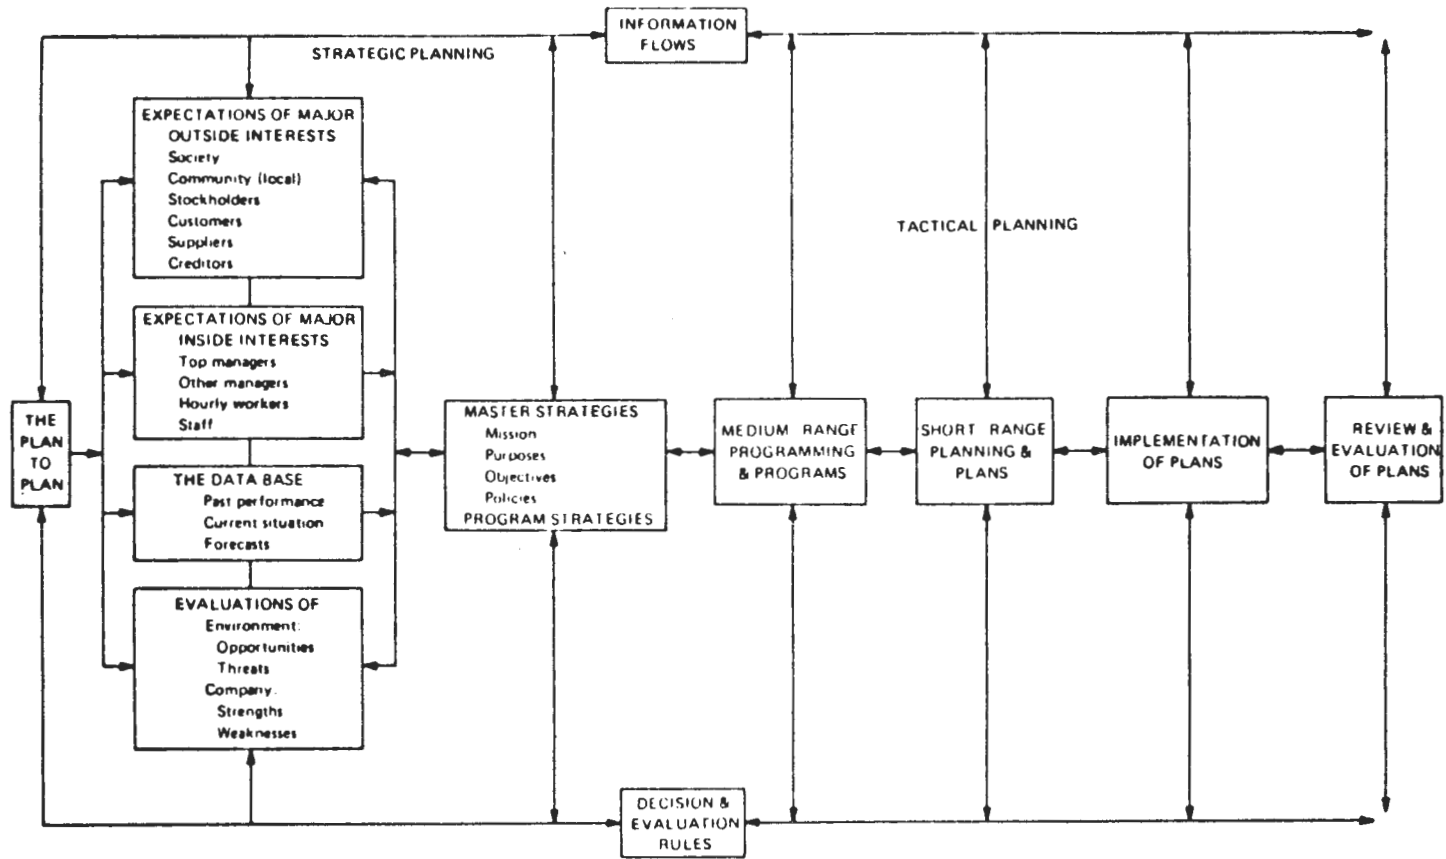 INFORMATION
FLOWS
STRATEGIC PLANNING
EXPECTATIONS OF MAJOR
OUTSIDE INTERESTS
Society
Community (local)
Stockholders
Customers
Suppliers
Creditors
TACTICAL PLANNING
EXPECTATIONS OF MAJOR
INSIDE INTERESTS
Top managers
Other managers
Hourly workers
Staff
THE
PLAN
TO
PLAN
THE DATA BASE
Past performance
Current situation
Forecasts
EVALUATIONS OF
Environment:
Opportunities
Threats
Company:
Strengths
Weaknesses
MASTER STRATEGIES
Mission
Purposes
Objectives
Policies
PROGRAM STRATEGIES
MEDIUM RANGE
PROGRAMMING
& PROGRAMS
SHORT RANGE
PLANNING &
PLANS
IMPLEMENTATION
OF PLANS
REVIEW &
EVALUATION
OF PLANS
DECISION &
EVALUATION
RULES